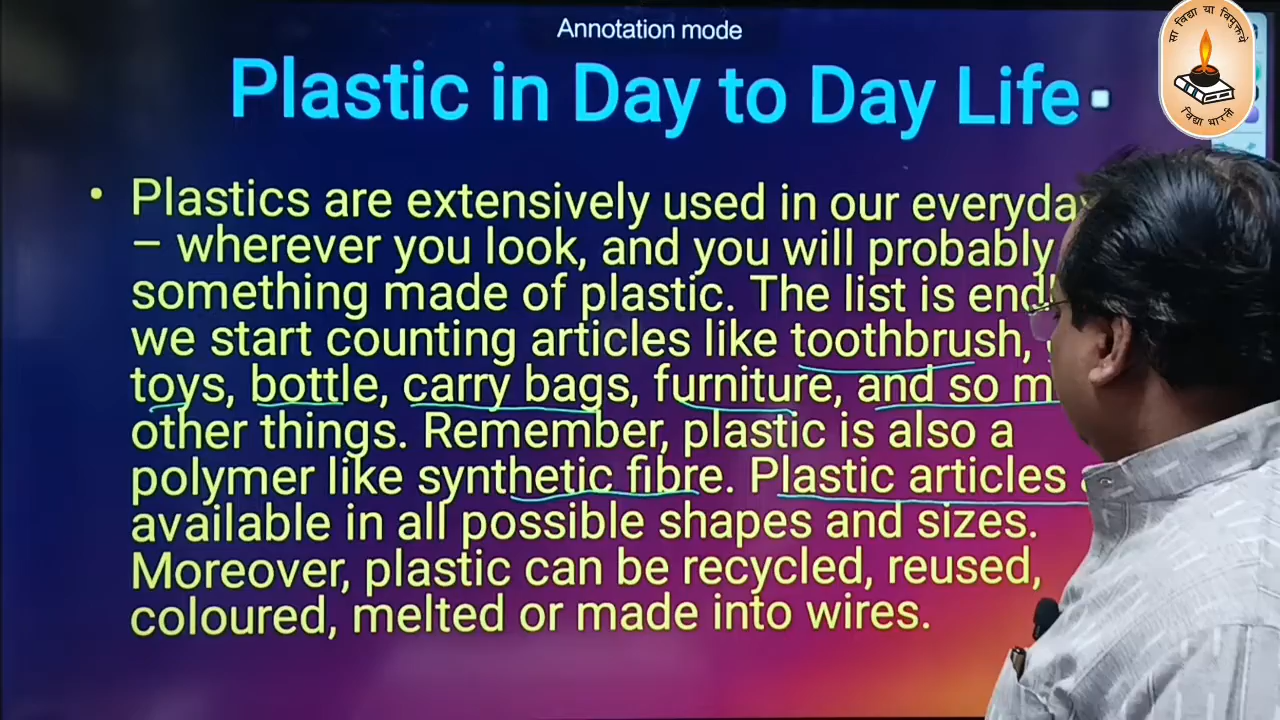 Annotation mode
Plastic in Day to Day Life
• Plastics are extensively used in our everyday
– wherever you look, and you will probably
something made of plastic. The list is
we start counting articles like toothbrush,
toys, bottle, carry bags, furniture, and so
other things. Remember, plastic is also a
polymer like synthetic fibre. Plastic articles
available in all possible shapes and sizes.
Moreover, plastic can be recycled, reused,
coloured, melted or made into wires.
सा विद्या या विमुक्तये
विद्या भारती